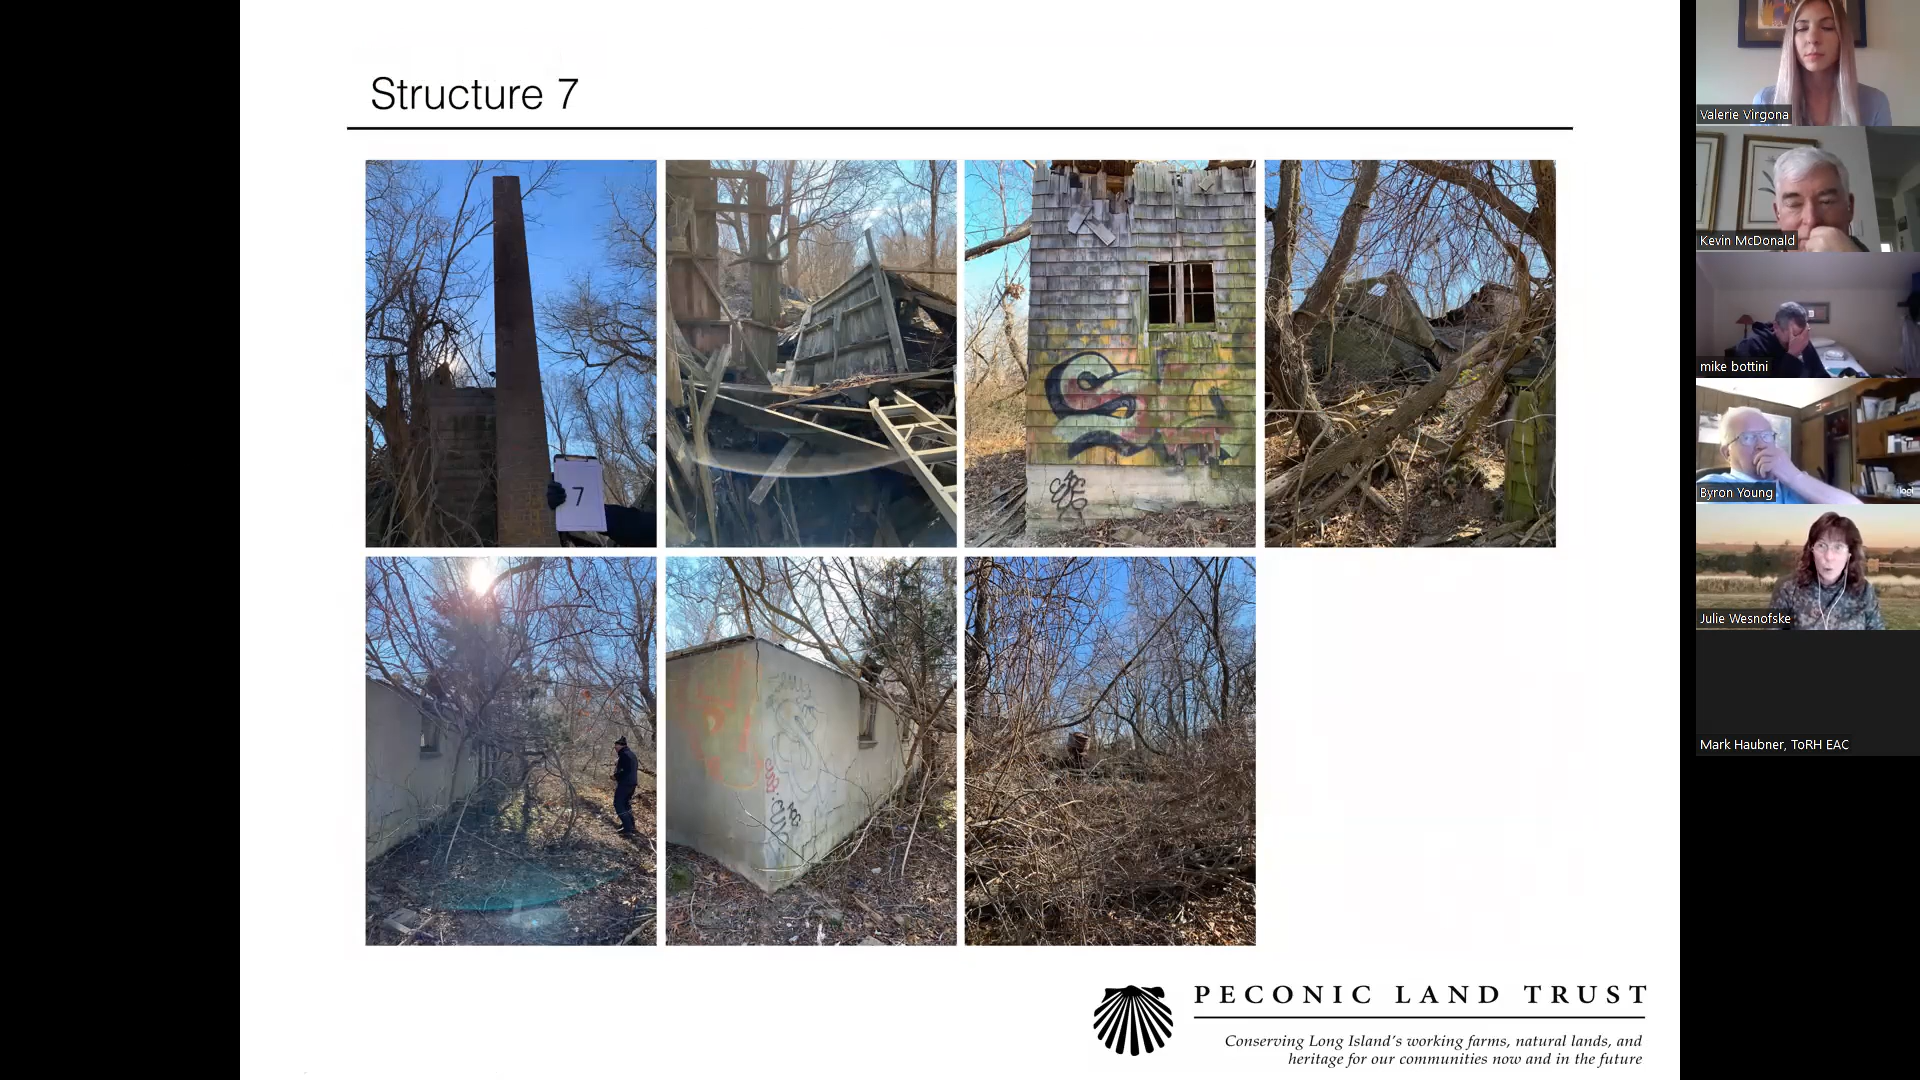 Structure 7
7
PECONIC LAND TRUST
Conserving Long Island's working farms, natural lands, and
heritage for our communities now and in the future
Valerie Virgona
Kevin McDonald
mike bottini
Byron Young
Julie Wesnofske
Mark Haubner, ToRH EAC